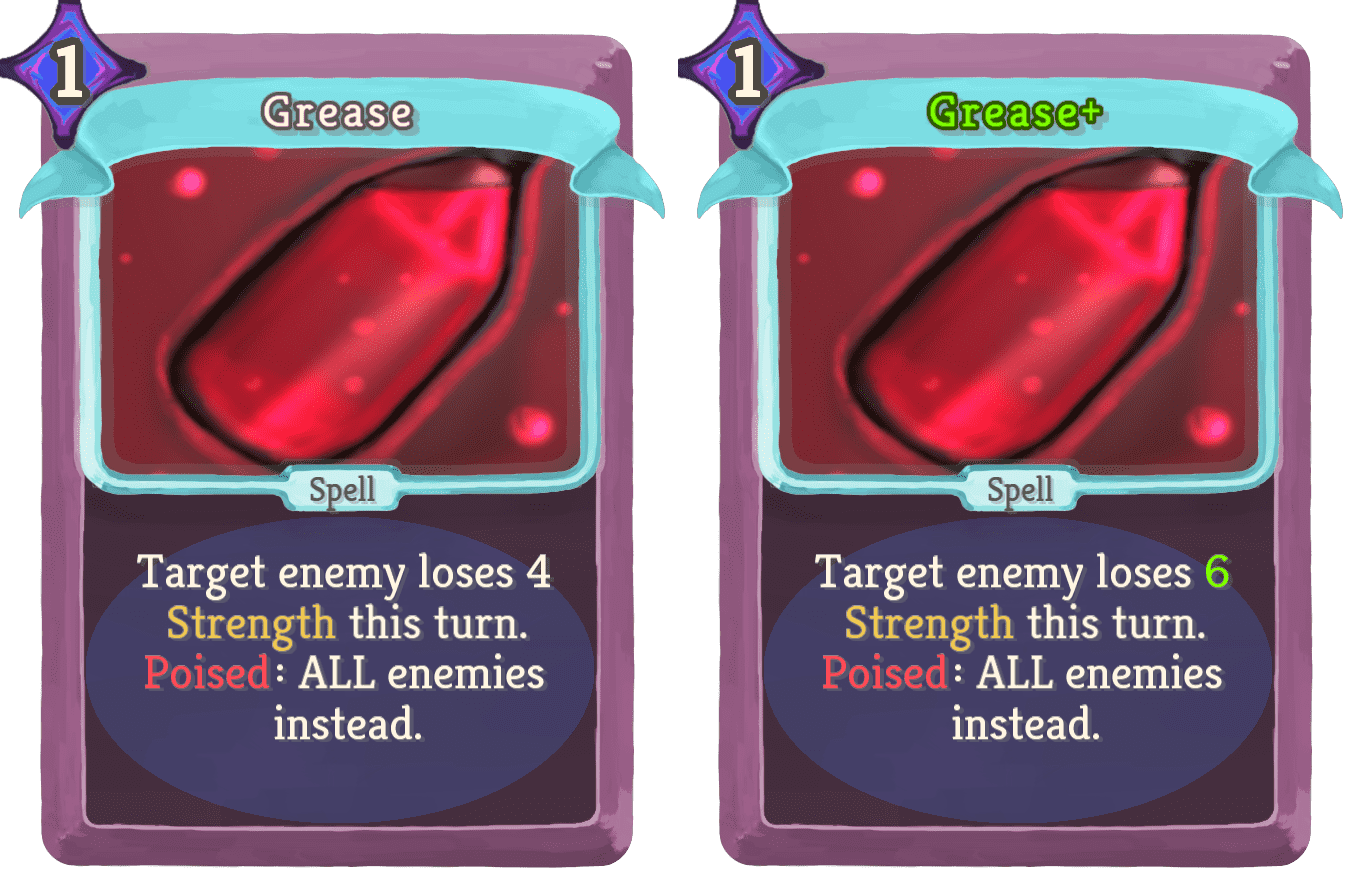 1
Grease
Spell
Target enemy loses 4
Strength this turn.
Poised: ALL enemies
instead.
1
Grease+
Spell
Target enemy loses 6
Strength this turn.
Poised: ALL enemies
instead.